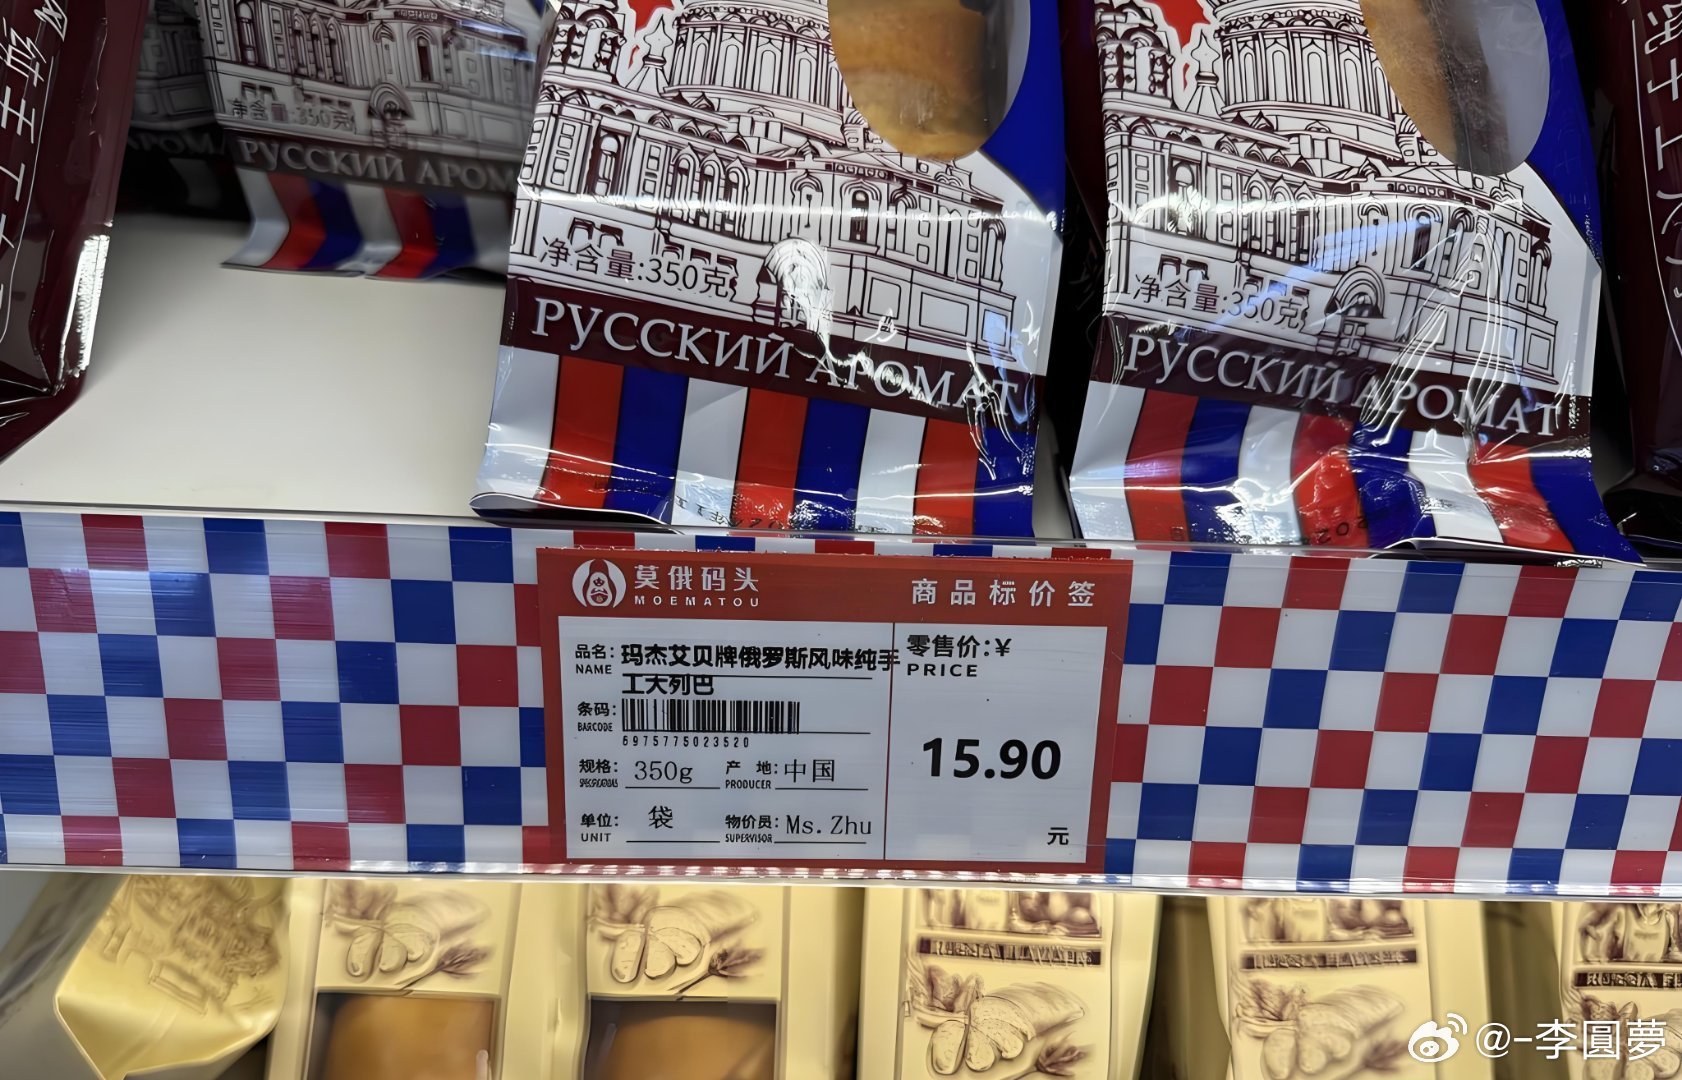 净含量:350克
РУССКИЙ АРОМ
净含量:350克
РУССКИЙ АРОМАТ
净含量:350克
РУССКИЙ АРОМАТ
莫俄码头
MOEMATOU
商品标价签
品名: 玛杰艾贝牌俄罗斯风味纯手
NAME
工大列巴
条码:
BARCODE
6975775023520
规格: 350g
产 地: 中国
PRODUCER
单位: 袋
UNIT
物价员: Ms. Zhu
SUPERVISOR
零售价:¥
PRICE
15.90
元
@-李圓夢